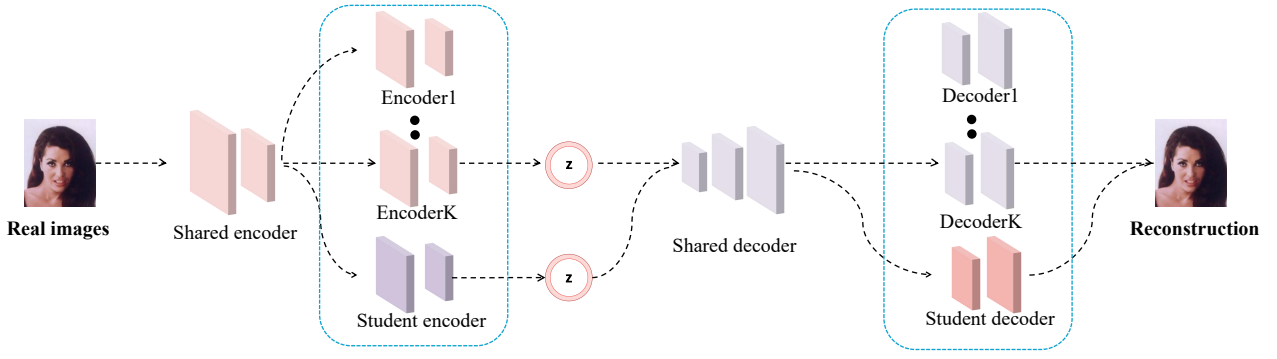 Encoder1
Decoder1
z
EncoderK
DecoderK
Real images
Shared encoder
Shared decoder
Reconstruction
z
Student encoder
Student decoder